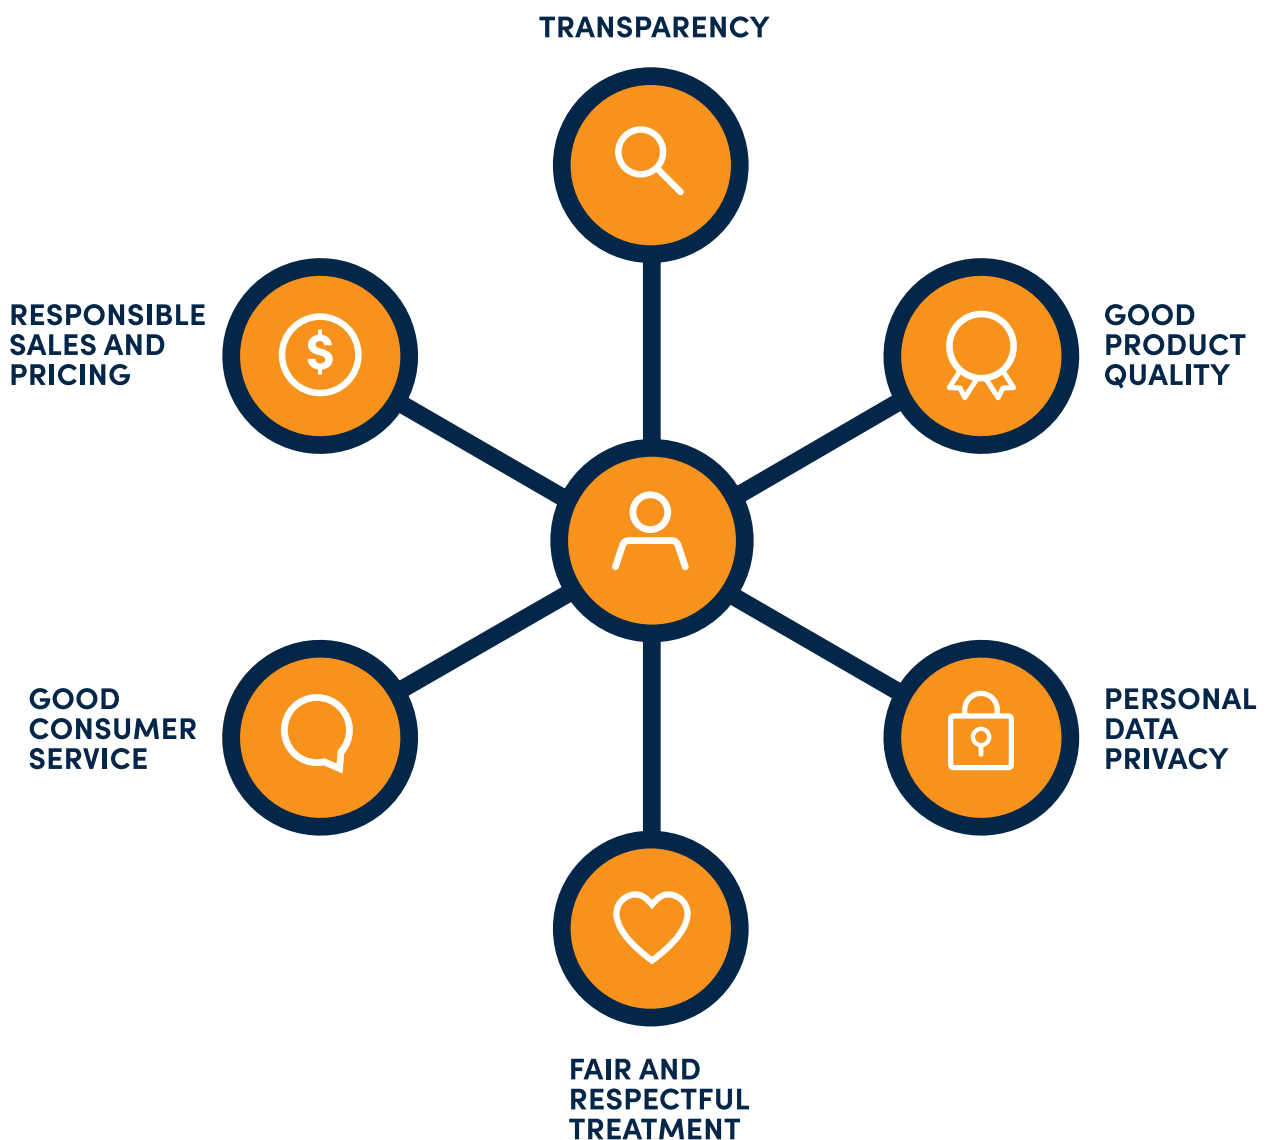 TRANSPARENCY
RESPONSIBLE
SALES AND
PRICING
$
GOOD
PRODUCT
QUALITY
GOOD
CONSUMER
SERVICE
PERSONAL
DATA
PRIVACY
FAIR AND
RESPECTFUL
TREATMENT